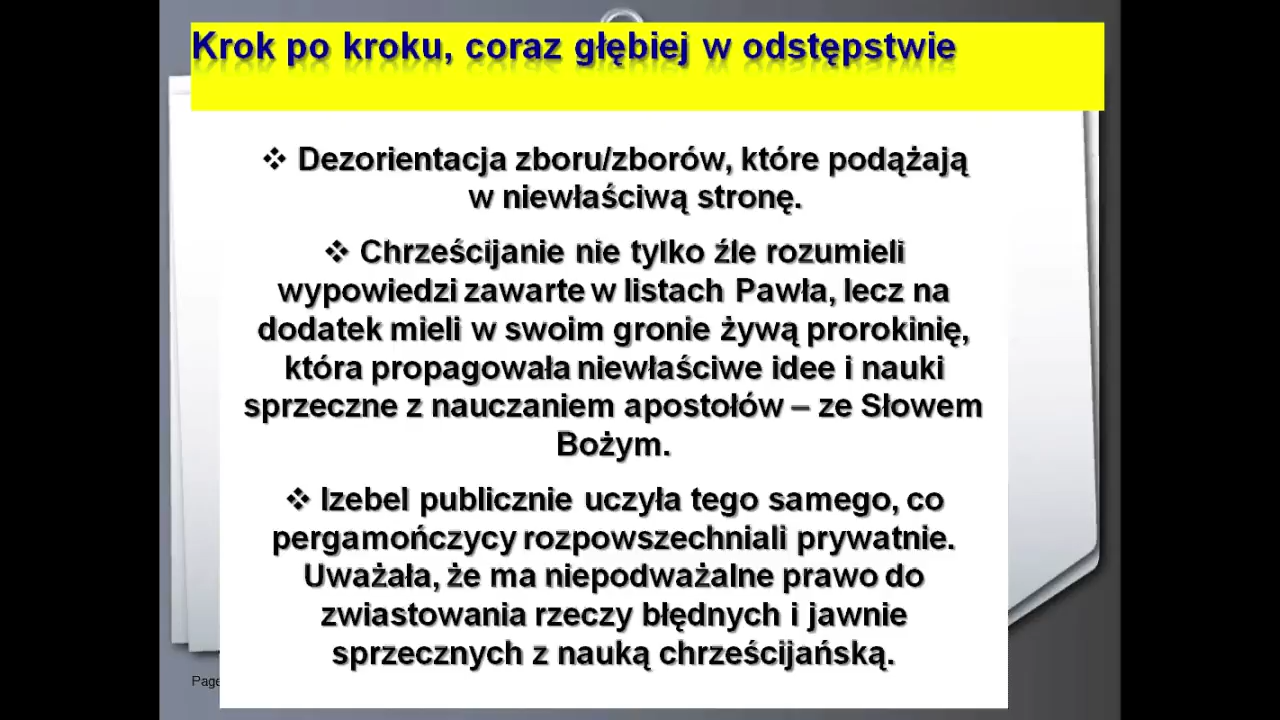 Krok po kroku, coraz głębiej w odstępstwie
❖ Dezorientacja zboru/zborów, które podążają
w niewłaściwą stronę.
❖ Chrześcijanie nie tylko źle rozumieli
wypowiedzi zawarte w listach Pawła, lecz na
dodatek mieli w swoim gronie żywą prorokinię,
która propagowała niewłaściwe idee i nauki
sprzeczne z nauczaniem apostołów – ze Słowem
Bożym.
❖ Izebel publicznie uczyła tego samego, co
pergamończycy rozpowszechniali prywatnie.
Uważała, że ma niepodważalne prawo do
zwiastowania rzeczy błędnych i jawnie
sprzecznych z nauką chrześcijańską.
Page